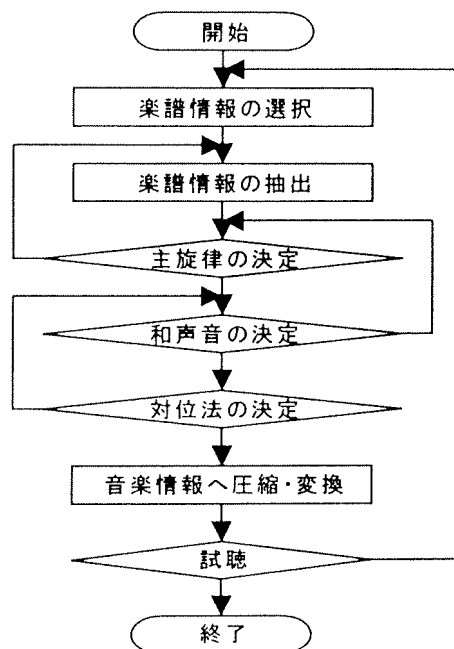 開始
楽譜情報の選択
楽譜情報の抽出
主旋律の決定
和声音の決定
対位法の決定
音楽情報へ圧縮・変換
試聴
終了